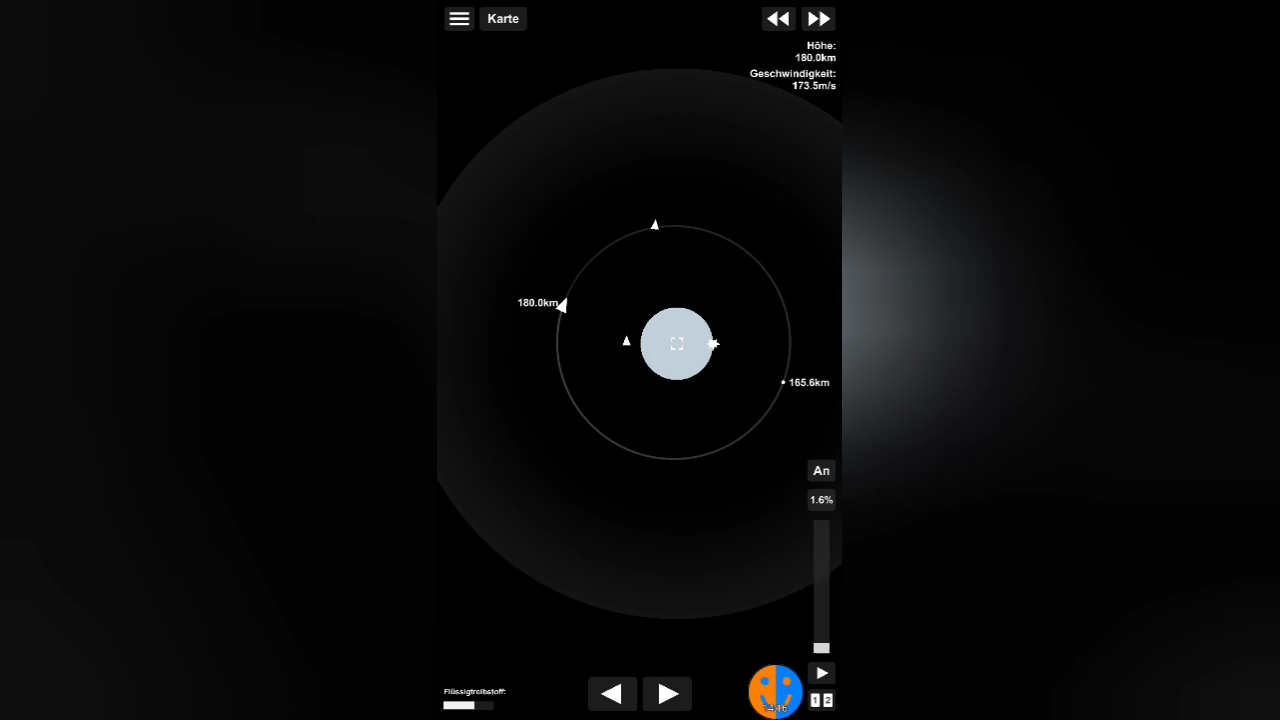 Karte
Höhe:
180.0km
Geschwindigkeit:
173.5m/s
180.0km
165.6km
An
1.6%
Flüssigtreibstoff:
1 2